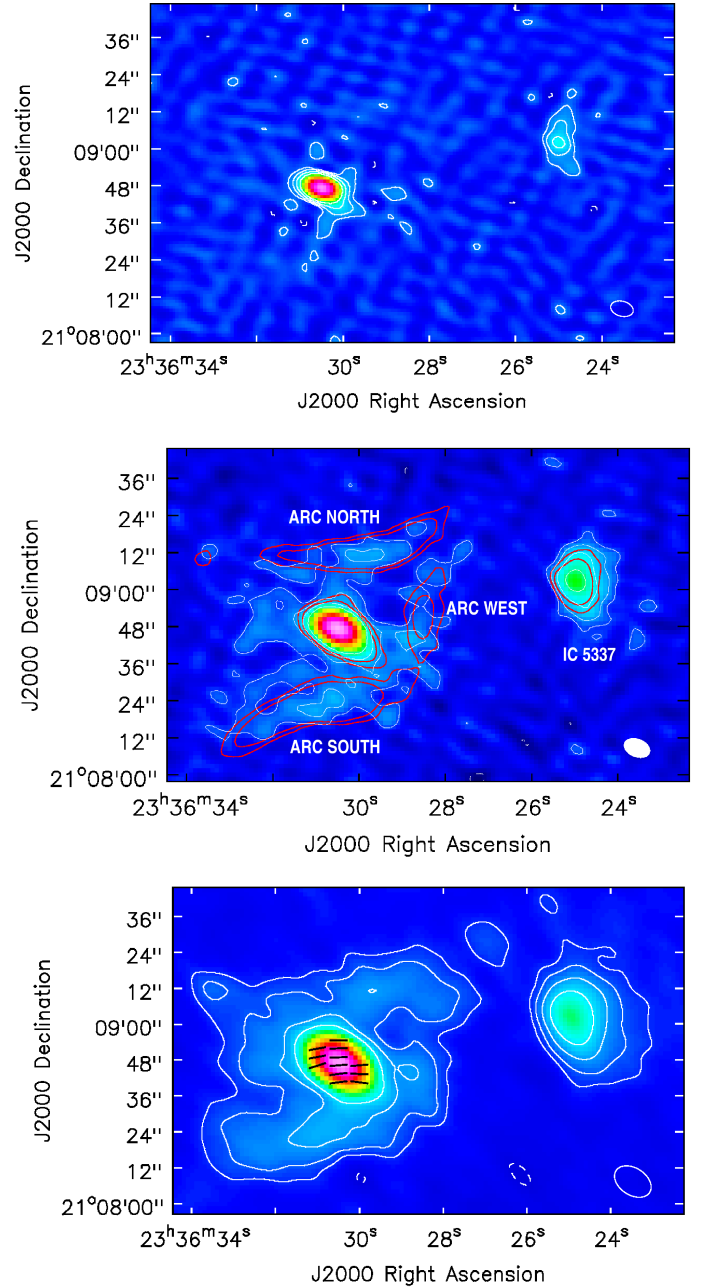 J2000 Declination
36"
24"
12"
09'00"
48"
36"
24"
12"
21°08'00"
23ʰ36ᵐ34ˢ 30ˢ 28ˢ 26ˢ 24ˢ
J2000 Right Ascension
J2000 Declination
36"
24"
12"
09'00"
48"
36"
24"
12"
21°08'00"
ARC NORTH
ARC WEST
IC 5337
ARC SOUTH
23ʰ36ᵐ34ˢ 30ˢ 28ˢ 26ˢ 24ˢ
J2000 Right Ascension
J2000 Declination
36"
24"
12"
09'00"
48"
36"
24"
12"
21°08'00"
23ʰ36ᵐ34ˢ 30ˢ 28ˢ 26ˢ 24ˢ
J2000 Right Ascension